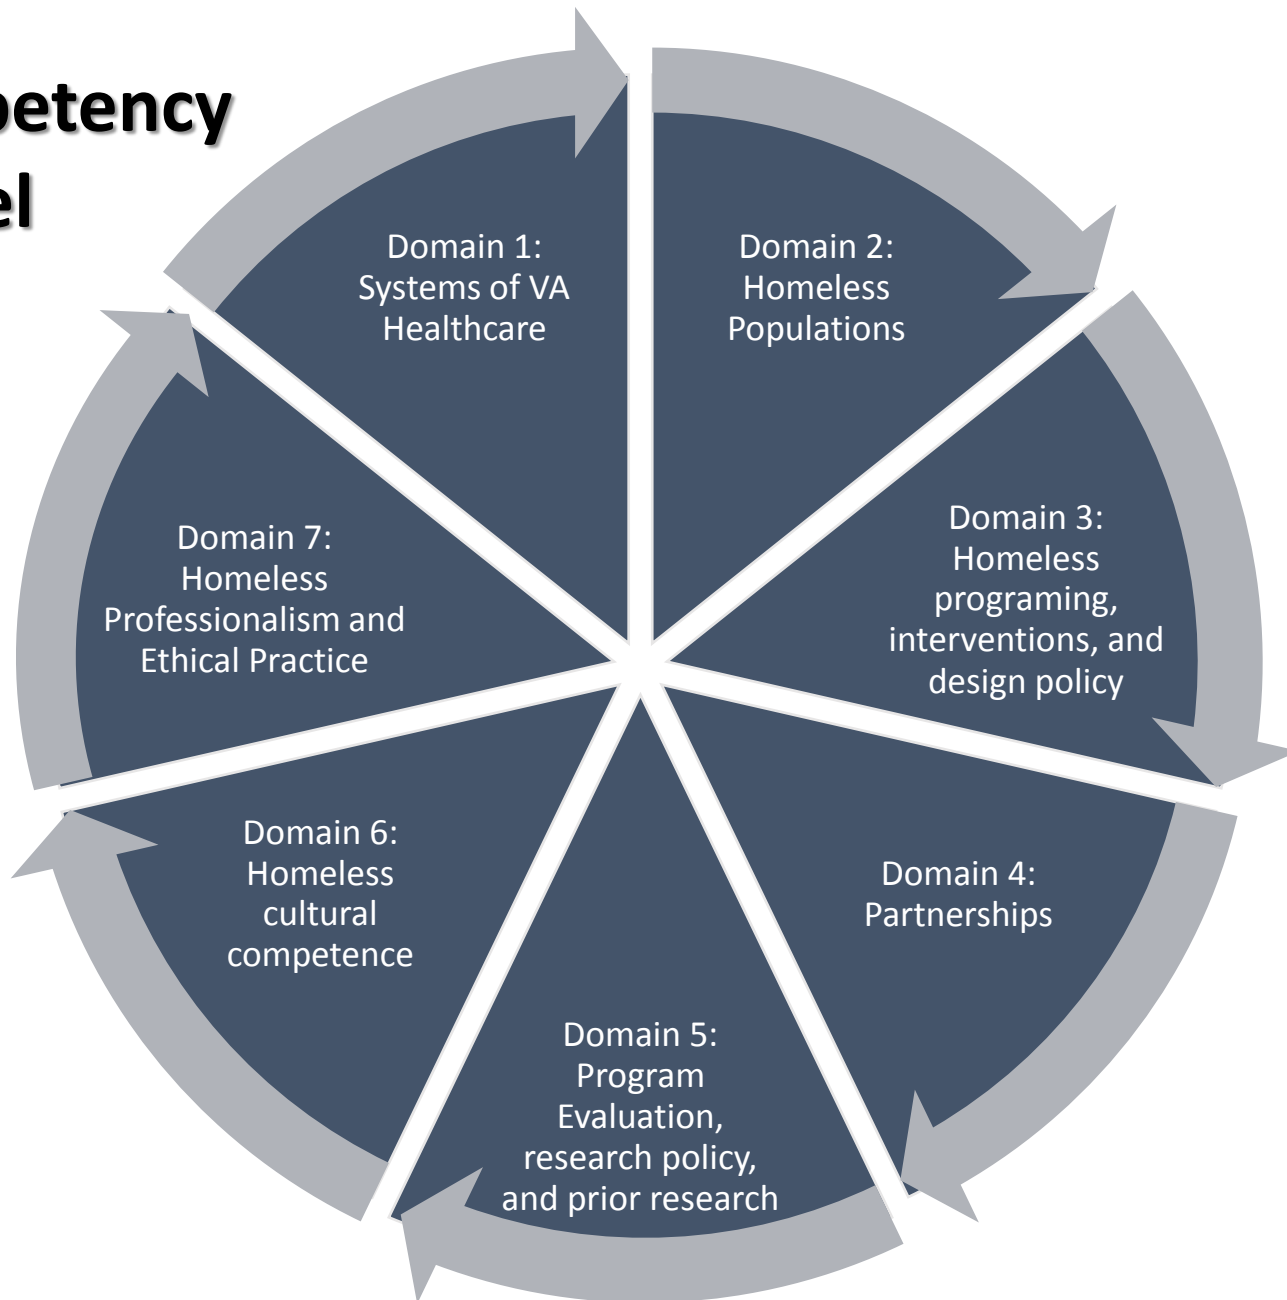 petency
el
Domain 1:
Systems of VA
Healthcare
Domain 2:
Homeless
Populations
Domain 3:
Homeless
programing,
interventions, and
design policy
Domain 4:
Partnerships
Domain 5:
Program
Evaluation,
research policy,
and prior research
Domain 6:
Homeless
cultural
competence
Domain 7:
Homeless
Professionalism and
Ethical Practice